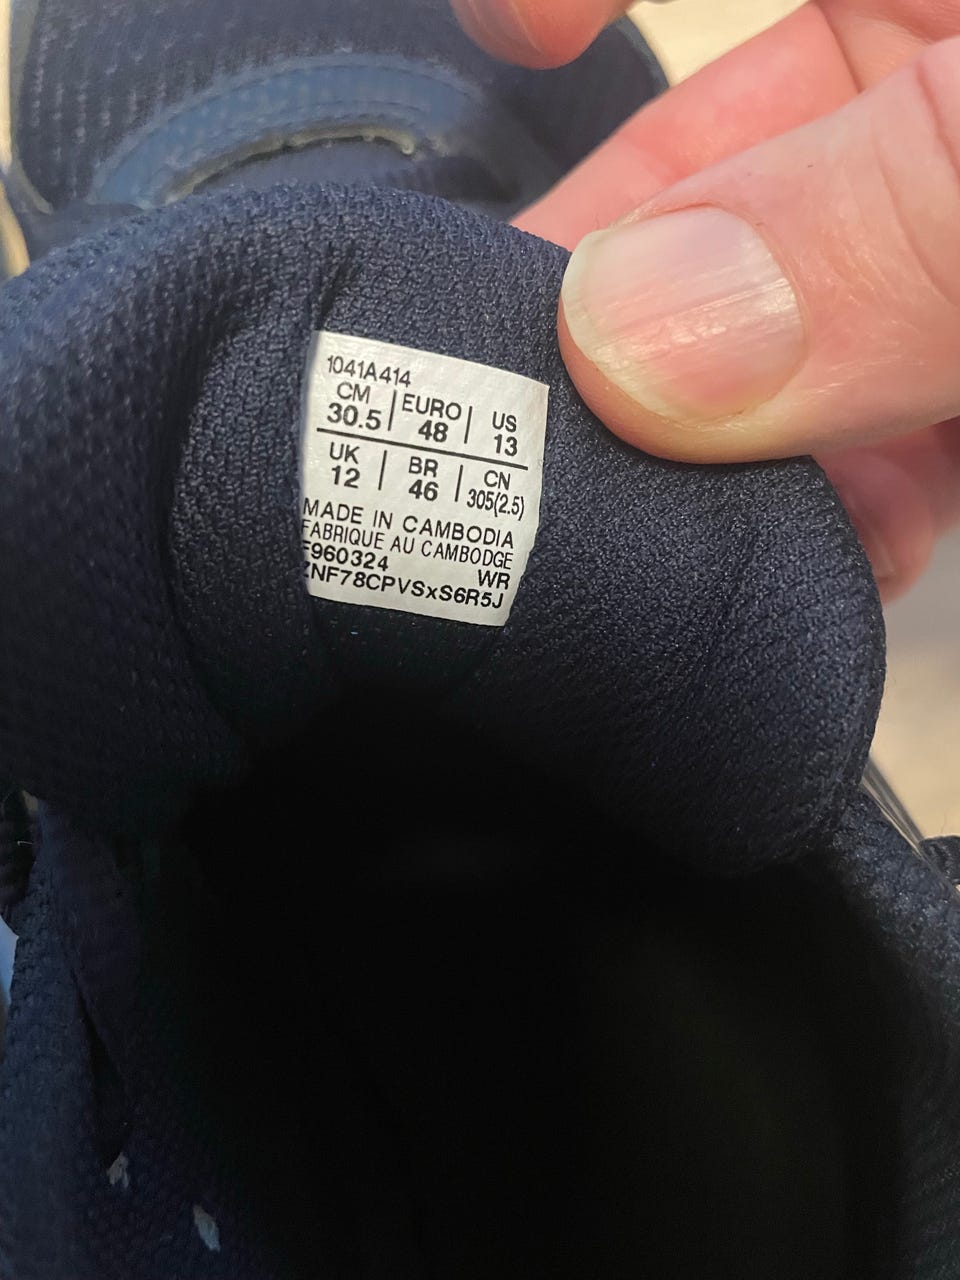 1041A414
CM | EURO | US
30.5 | 48 | 13
UK | BR | CN
12 | 46 | 305(2.5)
MADE IN CAMBODIA
FABRIQUE AU CAMBODGE
F960324 WR
ZNF78CPVSxS6R5J